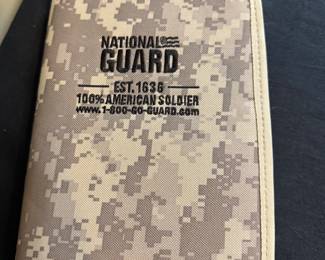 NATIONAL
GUARD
EST. 1636
100% AMERICAN SOLDIER
www.1-800-GO-GUARD.com